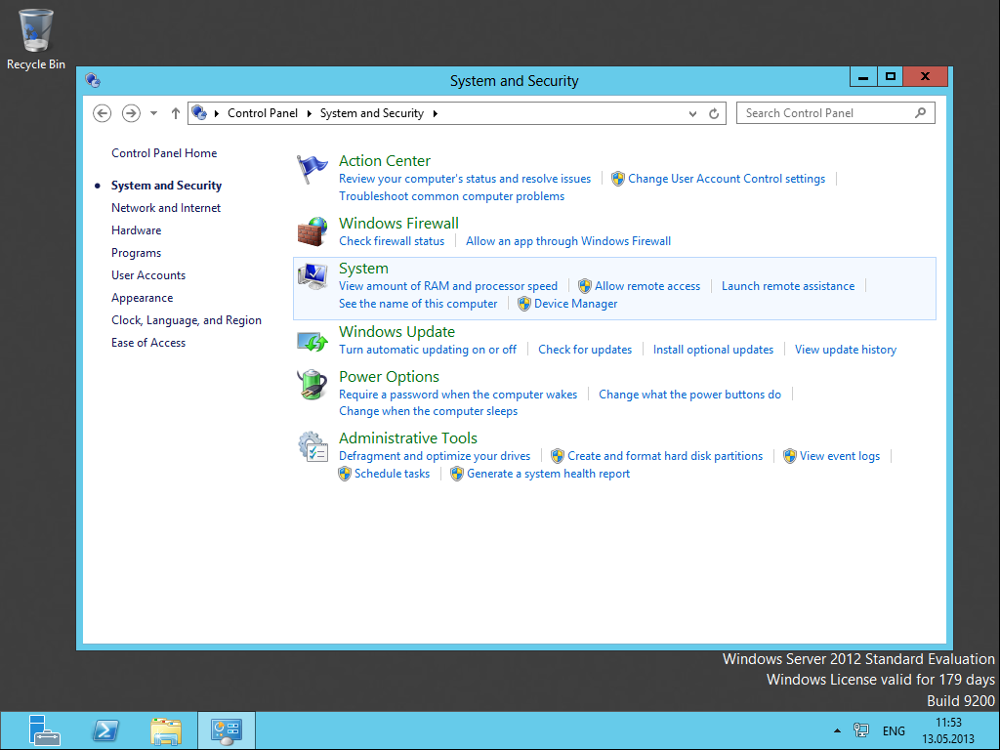 Recycle Bin
System and Security
Control Panel System and Security
Search Control Panel
Control Panel Home
System and Security
Network and Internet
Hardware
Programs
User Accounts
Appearance
Clock, Language, and Region
Ease of Access
Action Center
Review your computer's status and resolve issues Change User Account Control settings
Troubleshoot common computer problems
Windows Firewall
Check firewall status Allow an app through Windows Firewall
System
View amount of RAM and processor speed Allow remote access Launch remote assistance
See the name of this computer Device Manager
Windows Update
Turn automatic updating on or off Check for updates Install optional updates View update history
Power Options
Require a password when the computer wakes Change what the power buttons do
Change when the computer sleeps
Administrative Tools
Defragment and optimize your drives Create and format hard disk partitions View event logs
Schedule tasks Generate a system health report
Windows Server 2012 Standard Evaluation
Windows License valid for 179 days
Build 9200
ENG
11:53
13.05.2013